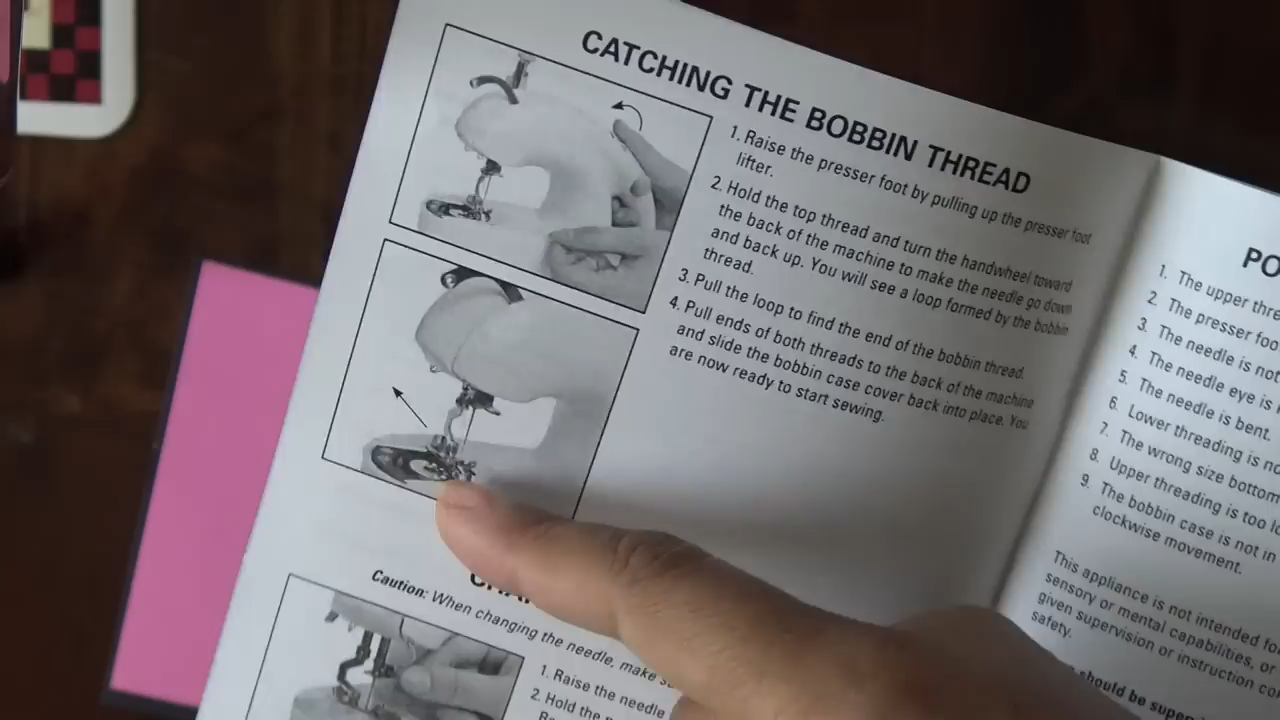 CATCHING THE BOBBIN THREAD
1. Raise the presser foot by pulling up the presser foot
lifter.
2. Hold the top thread and turn the handwheel toward
the back of the machine to make the needle go down
and back up. You will see a loop formed by the bobbin
thread.
3. Pull the loop to find the end of the bobbin thread.
4. Pull ends of both threads to the back of the machine
and slide the bobbin case cover back into place. You
are now ready to start sewing.
Caution: When changing the needle, make
1. Raise the needle
2. Hold the
1. The upper
2. The presser
3. The needle is not
4. The needle eye is
5. The needle is bent.
6. Lower threading is
7. The wrong size bottom
8. Upper threading is too
9. The bobbin case is not in
clockwise movement.
This appliance is not intended
sensory or mental capabilities, or
given supervision or instruction
safety.
should be